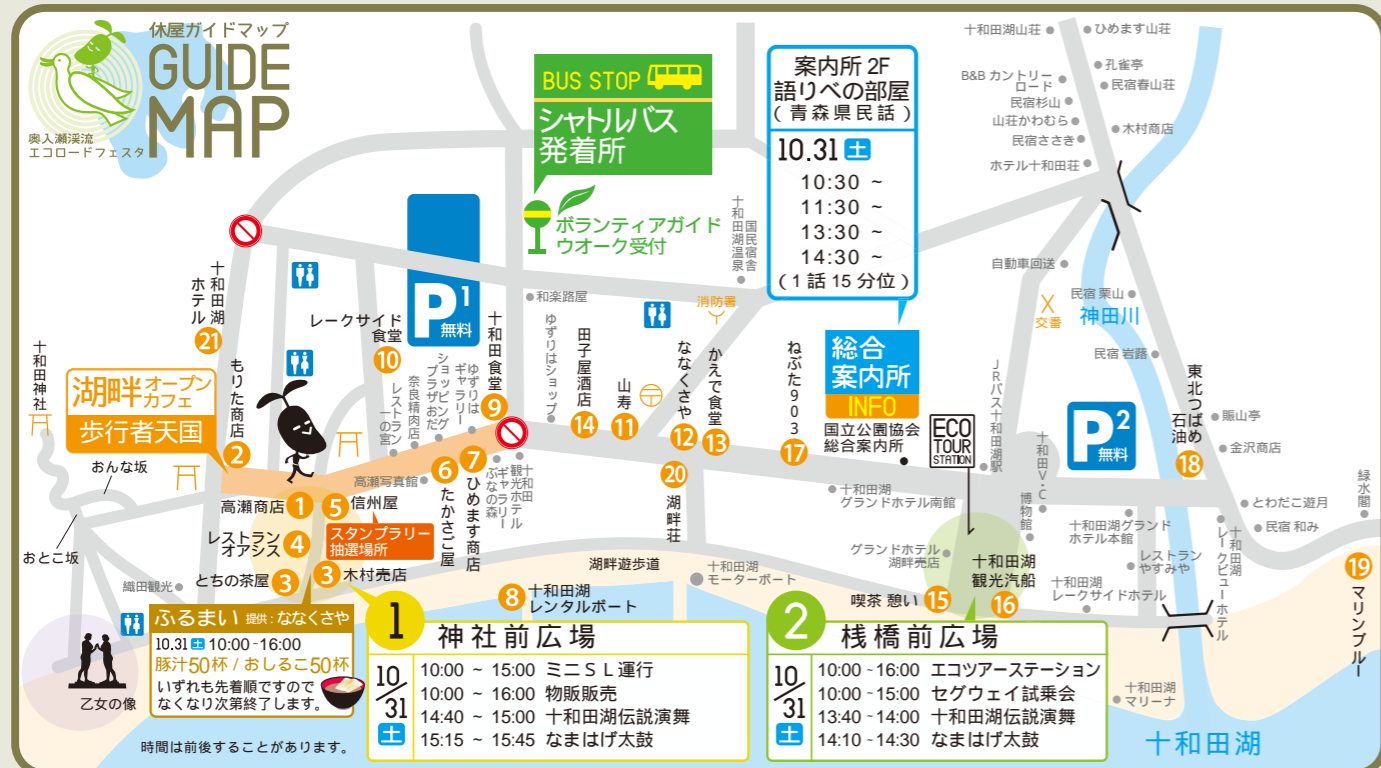 休屋ガイドマップ
GUIDE
MAP
奥入瀬渓流
エコロードフェスタ
BUS STOP
シャトルバス
発着所
ボランティアガイド
ウオーク受付
案内所 2F
語りべの部屋
( 青森県民話 )
10.31 土
10:30 ~
11:30 ~
13:30 ~
14:30 ~
( 1 話 15 分位 )
総合
案内所
INFO
国立公園協会
総合案内所
ECO
TOUR
STATION
十和田湖山荘
ひめます山荘
孔雀亭
B&B カントリー
ロード
民宿春山荘
民宿杉山
山荘かわむら
木村商店
民宿ささき
ホテル十和田荘
国民宿舎
十和田湖温泉
自動車回送
民宿 栗山
交番
神田川
民宿 岩蕗
消防署
和楽路屋
P1
無料
十和田湖
ホテル
21
レークサイド
食堂
10
十和田食堂
9
ゆずりはショップ
田子屋酒店
14
山寿
11
ななくさや
12
かえで食堂
13
ねぶた903
17
JRバス十和田湖駅
P2
無料
東北つばめ
石油
18
賑山亭
金沢商店
十和田神社
湖畔オープン
カフェ
歩行者天国
もりた商店
2
レストラン
一の宮
奈良精肉店
ショッピング
プラザおだ
ゆずりは
ギャラリー
おんな坂
おとこ坂
高瀬写真館
6
たかさご屋
7
ひめます商店
ギャラリー
ぶなの森
十和田
観光ホテル
20
湖畔荘
十和田湖
グランドホテル南館
博物館
十和田V・C
とわだこ遊月
民宿 和み
緑水閣
高瀬商店 1
5 信州屋
スタンプラリー
抽選場所
レストラン
オアシス 4
とちの茶屋 3
3 木村売店
織田観光
湖畔遊歩道
8 十和田湖
レンタルボート
十和田湖
モーターボート
グランドホテル
湖畔売店
十和田湖
観光汽船
16
喫茶 憩い 15
十和田湖グランド
ホテル本館
レストラン
やすみや
十和田湖
レークサイドホテル
十和田湖
レークビューホテル
19
マリンブルー
十和田湖
マリーナ
十和田湖
乙女の像
ふるまい 提供 : ななくさや
10.31 土 10:00 - 16:00
豚汁50杯 / おしるこ50杯
いずれも先着順ですので
なくなり次第終了します。
時間は前後することがあります。
1 神社前広場
10/31 土
10:00 ~ 15:00 ミニSL運行
10:00 ~ 16:00 物販販売
14:40 ~ 15:00 十和田湖伝説演舞
15:15 ~ 15:45 なまはげ太鼓
2 桟橋前広場
10/31 土
10:00 - 16:00 エコツアーステーション
10:00 - 15:00 セグウェイ試乗会
13:40 - 14:00 十和田湖伝説演舞
14:10 - 14:30 なまはげ太鼓